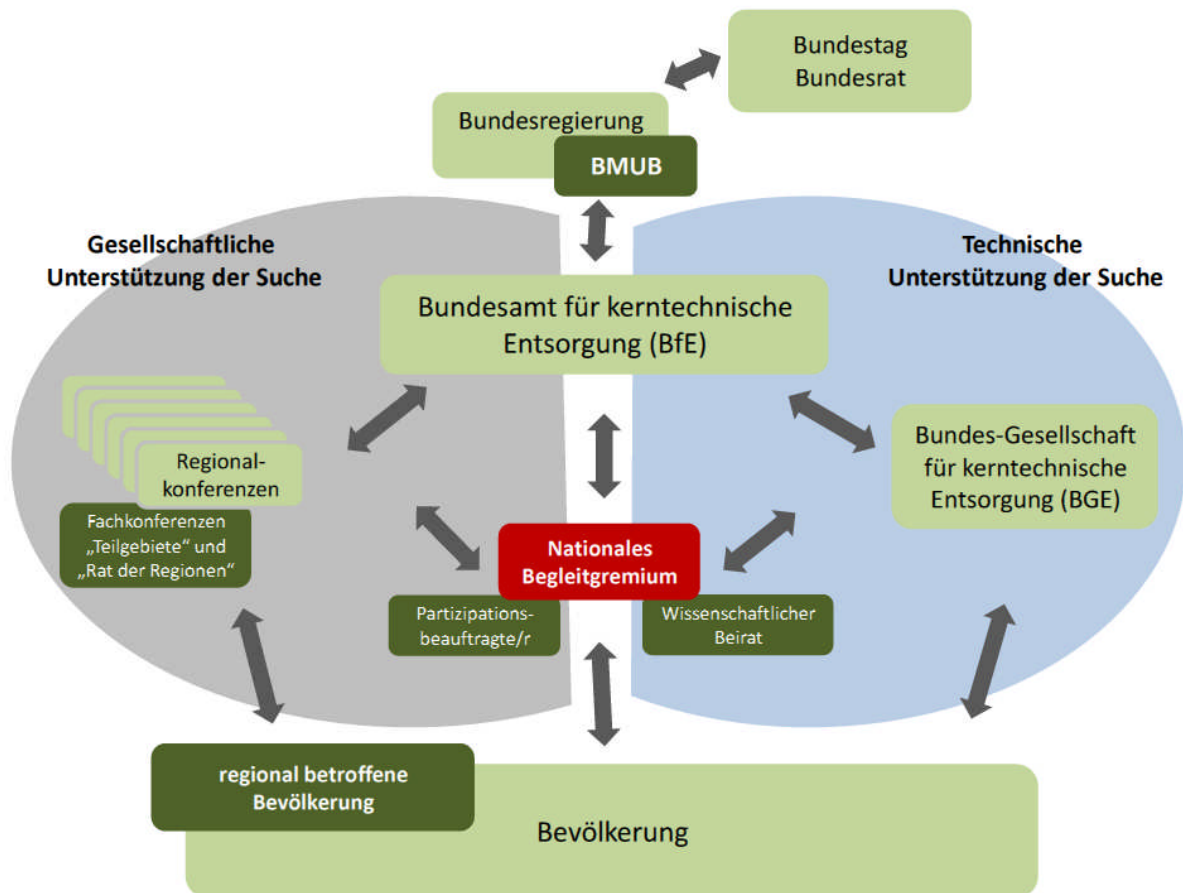 Bundestag
Bundesrat
Bundesregierung
BMUB
Gesellschaftliche
Unterstützung der Suche
Technische
Unterstützung der Suche
Bundesamt für kerntechnische
Entsorgung (BfE)
Regional-
konferenzen
Fachkonferenzen
„Teilgebiete“ und
„Rat der Regionen“
Bundes-Gesellschaft
für kerntechnische
Entsorgung (BGE)
Nationales
Begleitgremium
Partizipations-
beauftragte/r
Wissenschaftlicher
Beirat
regional betroffene
Bevölkerung
Bevölkerung